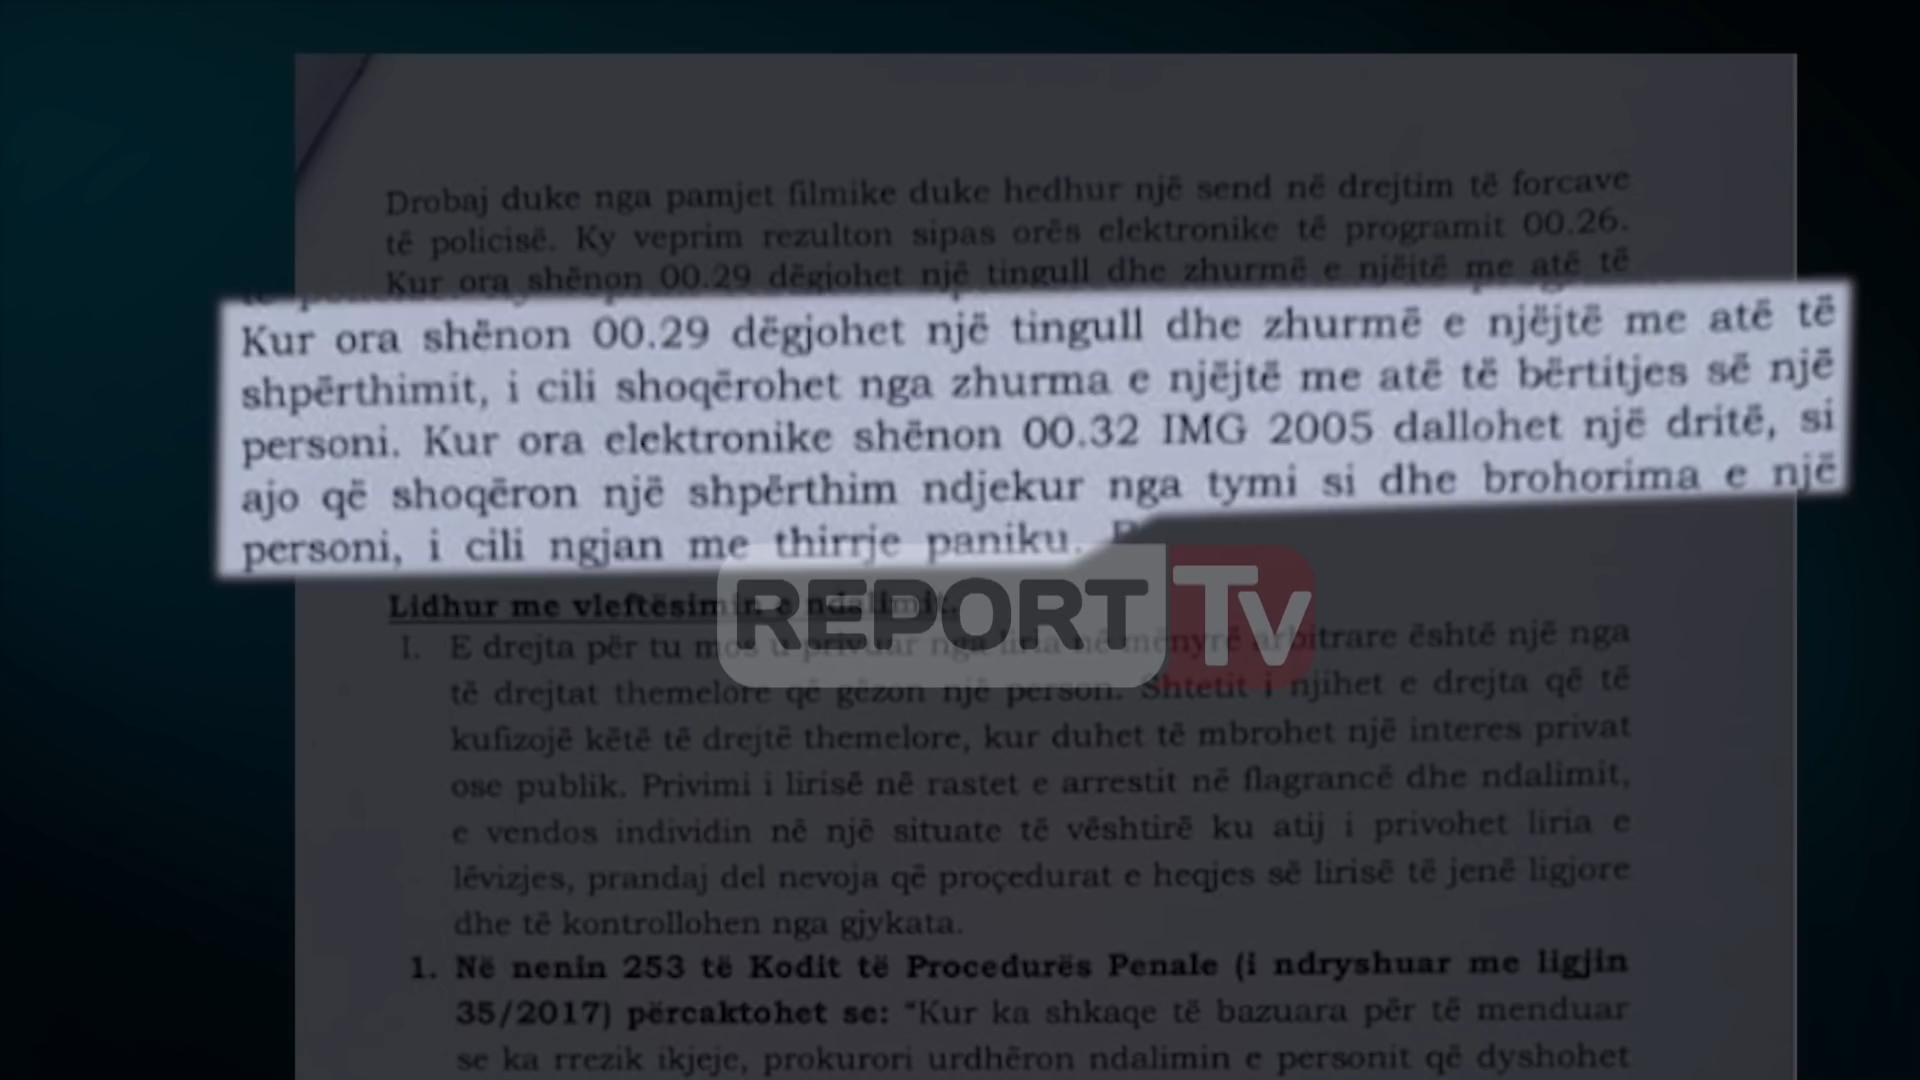 Drobaj duke nga pamjet filmike duke hedhur një send në drejtim të forcave
të policisë. Ky veprim rezulton sipas orës elektronike të programit 00.26.
Kur ora shënon 00.29 dëgjohet një tingull dhe zhurmë e njëjtë me atë të
Kur ora shënon 00.29 dëgjohet një tingull dhe zhurmë e njëjtë me atë të
shpërthimit, i cili shoqërohet nga zhurma e njëjtë me atë të bërtitjes së një
personi. Kur ora elektronike shënon 00.32 IMG 2005 dallohet një dritë, si
ajo që shoqëron një shpërthim ndjekur nga tymi si dhe brohorima e një
personi, i cili ngjan me thirrje paniku.
REPORT Tv
Lidhur me vleftësimin e ndalimit.
I. E drejta për tu mos u privuar nga liria në mënyrë arbitrare është një nga
të drejtat themelore që gëzon një person. Shtetit i njihet e drejta që të
kufizojë këtë të drejtë themelore, kur duhet të mbrohet një interes privat
ose publik. Privimi i lirisë në rastet e arrestit në flagrancë dhe ndalimit,
e vendos individin në një situate të vështirë ku atij i privohet liria e
lëvizjes, prandaj del nevoja që proçedurat e heqjes së lirisë të jenë ligjore
dhe të kontrollohen nga gjykata.
1. Në nenin 253 të Kodit të Procedurës Penale (i ndryshuar me ligjin
35/2017) përcaktohet se: “Kur ka shkaqe të bazuara për të menduar
se ka rrezik ikjeje, prokurori urdhëron ndalimin e personit që dyshohet